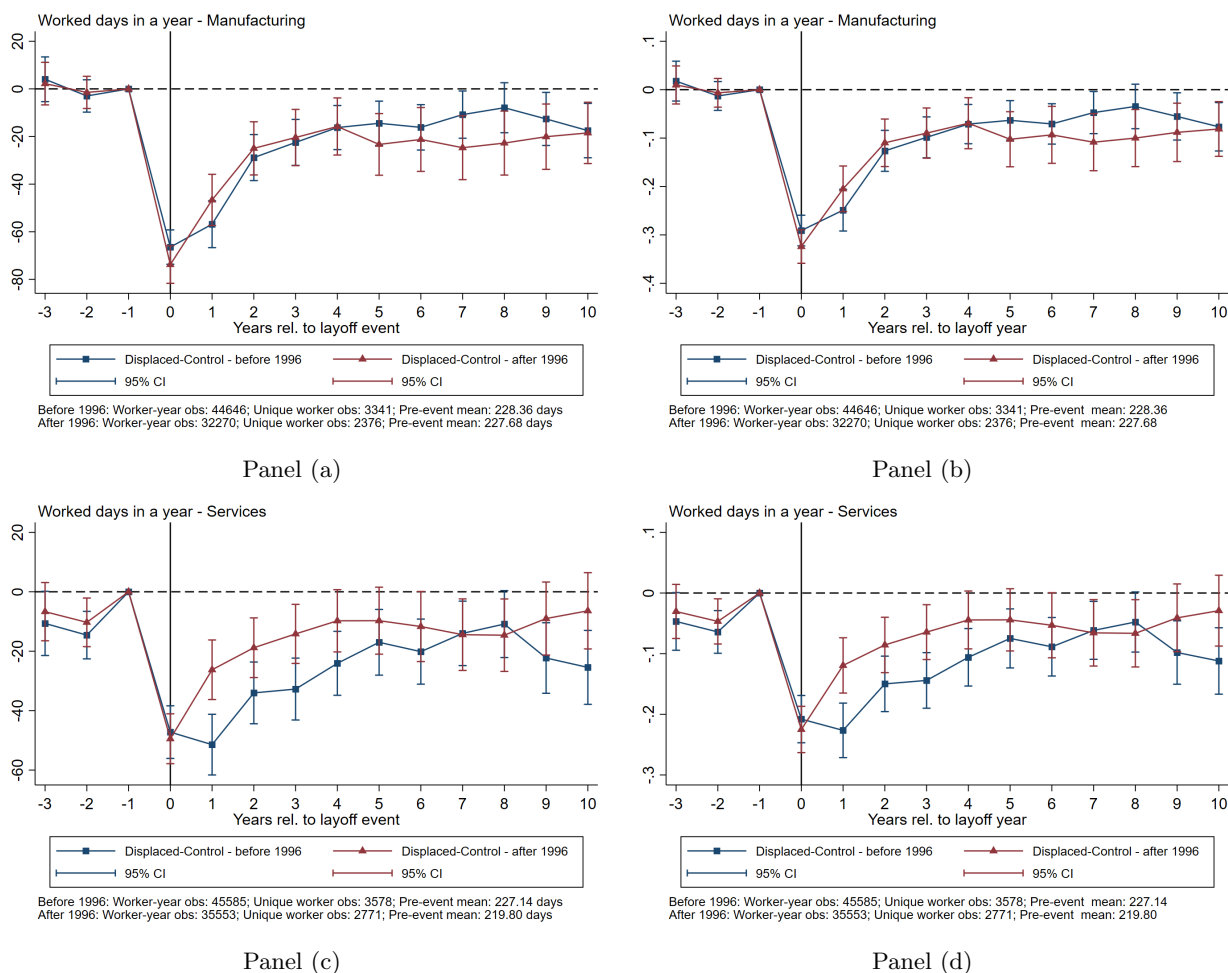 Worked days in a year - Manufacturing
20
0
-20
-40
-60
-80
-3 -2 -1 0 1 2 3 4 5 6 7 8 9 10
Years rel. to layoff event
Displaced-Control - before 1996 Displaced-Control - after 1996
95% CI 95% CI
Before 1996: Worker-year obs: 44646; Unique worker obs: 3341; Pre-event mean: 228.36 days
After 1996: Worker-year obs: 32270; Unique worker obs: 2376; Pre-event mean: 227.68 days
Panel (a)
Worked days in a year - Manufacturing
.1
0
-.1
-.2
-.3
-.4
-3 -2 -1 0 1 2 3 4 5 6 7 8 9 10
Years rel. to layoff year
Displaced-Control - before 1996 Displaced-Control - after 1996
95% CI 95% CI
Before 1996: Worker-year obs: 44646; Unique worker obs: 3341; Pre-event  mean: 228.36
After 1996: Worker-year obs: 32270; Unique worker obs: 2376; Pre-event  mean: 227.68
Panel (b)
Worked days in a year - Services
20
0
-20
-40
-60
-3 -2 -1 0 1 2 3 4 5 6 7 8 9 10
Years rel. to layoff event
Displaced-Control - before 1996 Displaced-Control - after 1996
95% CI 95% CI
Before 1996: Worker-year obs: 45585; Unique worker obs: 3578; Pre-event mean: 227.14 days
After 1996: Worker-year obs: 35553; Unique worker obs: 2771; Pre-event mean: 219.80 days
Panel (c)
Worked days in a year - Services
.1
0
-.1
-.2
-.3
-3 -2 -1 0 1 2 3 4 5 6 7 8 9 10
Years rel. to layoff year
Displaced-Control - before 1996 Displaced-Control - after 1996
95% CI 95% CI
Before 1996: Worker-year obs: 45585; Unique worker obs: 3578; Pre-event  mean: 227.14
After 1996: Worker-year obs: 35553; Unique worker obs: 2771; Pre-event  mean: 219.80
Panel (d)